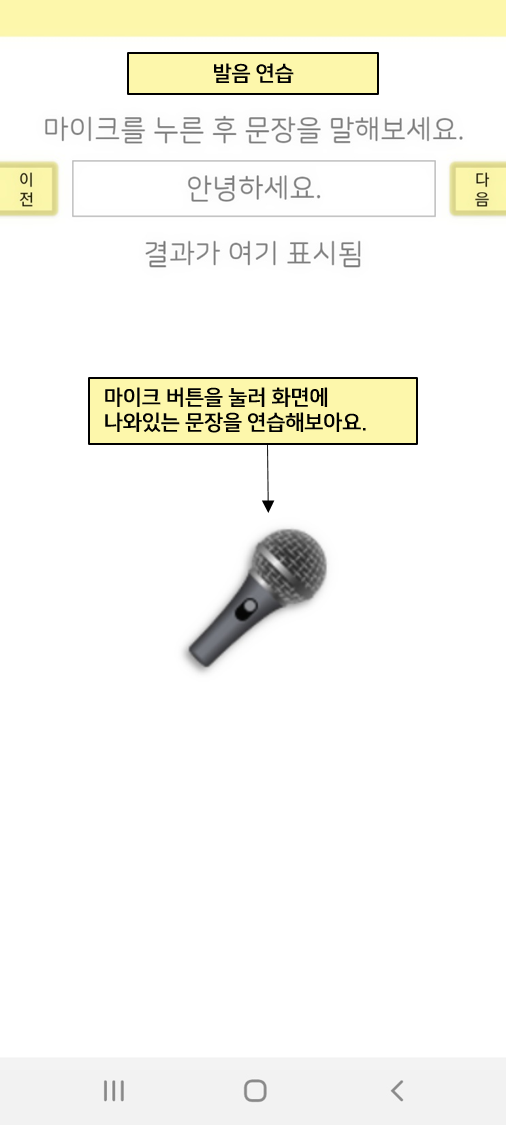 발음 연습
마이크를 누른 후 문장을 말해보세요.
이
전
안녕하세요.
다
음
결과가 여기 표시됨
마이크 버튼을 눌러 화면에
나와있는 문장을 연습해보아요.